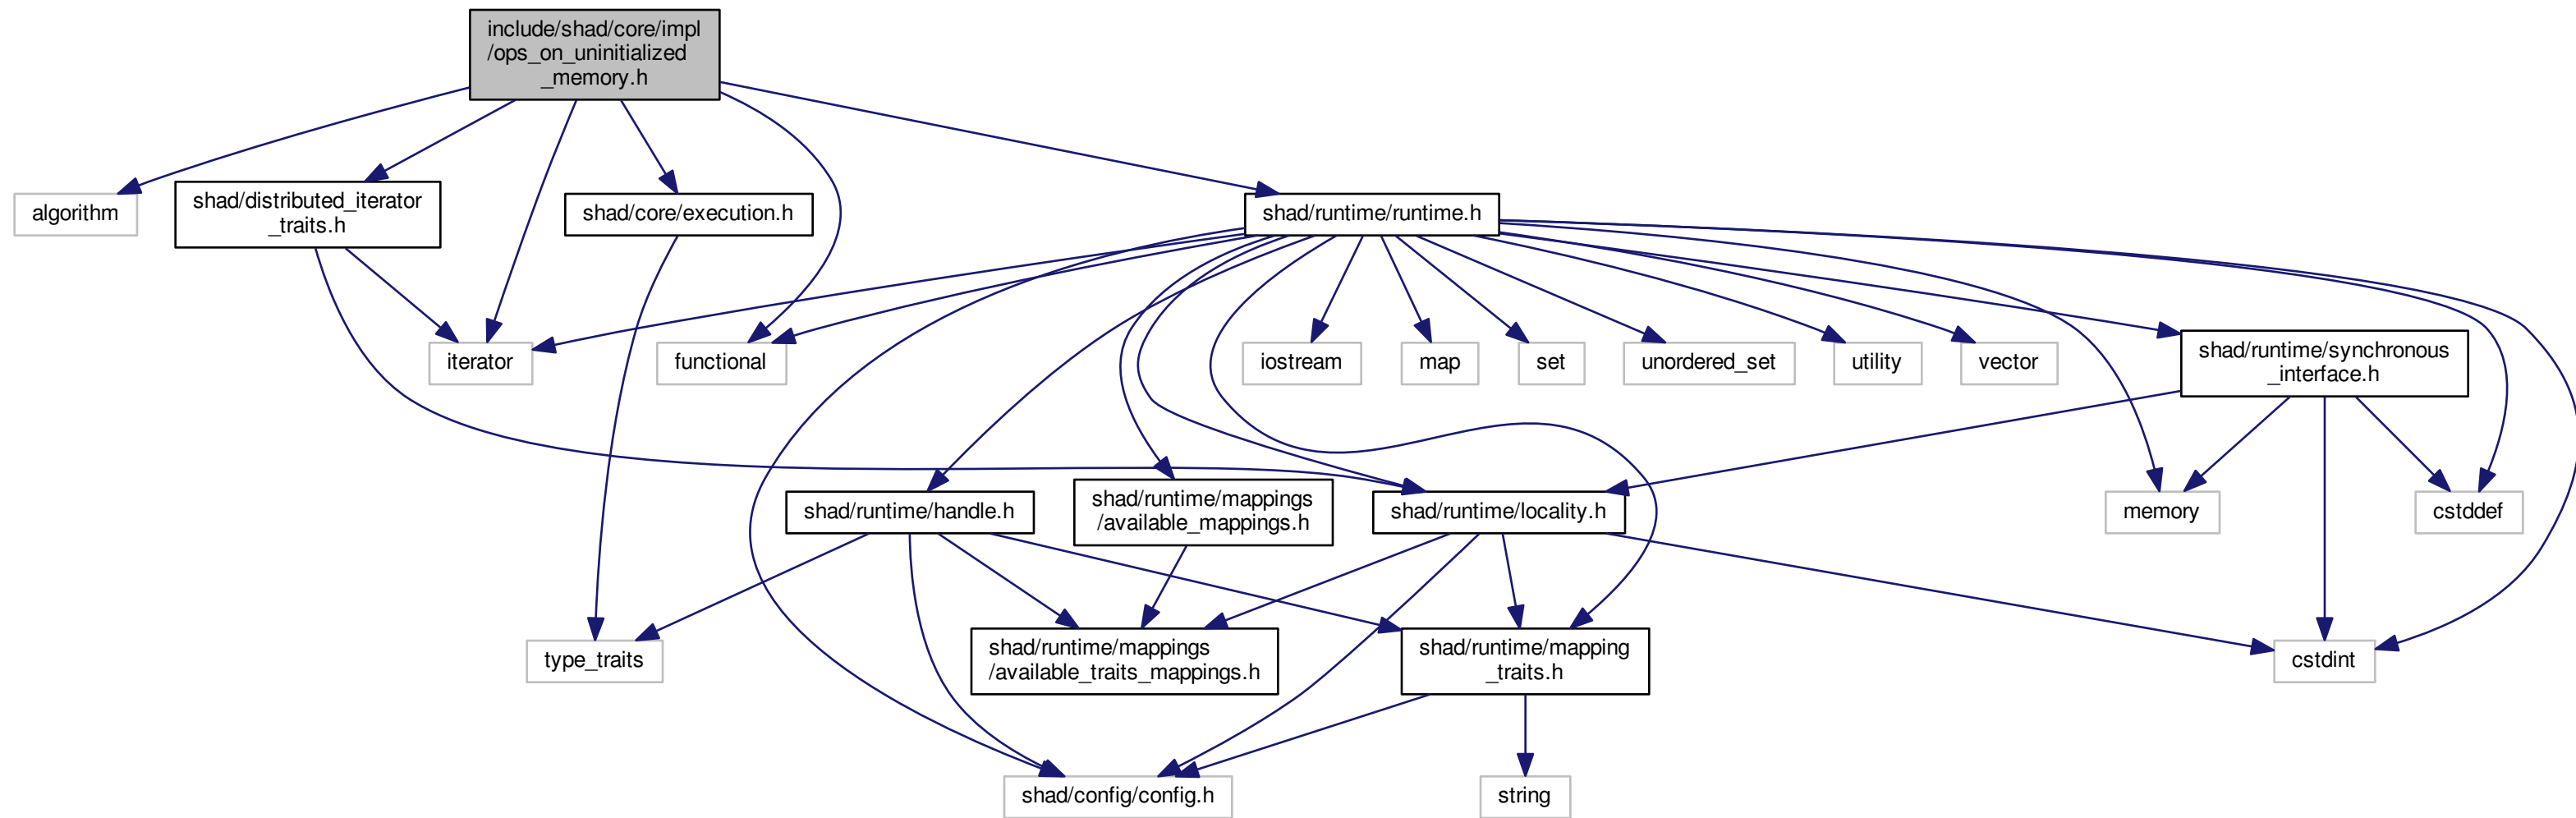 include/shad/core/impl
/ops_on_uninitialized
_memory.h
algorithm
shad/distributed_iterator
_traits.h
shad/core/execution.h
shad/runtime/runtime.h
iterator
functional
iostream
map
set
unordered_set
utility
vector
shad/runtime/synchronous
_interface.h
shad/runtime/handle.h
shad/runtime/mappings
/available_mappings.h
shad/runtime/locality.h
memory
cstddef
type_traits
shad/runtime/mappings
/available_traits_mappings.h
shad/runtime/mapping
_traits.h
cstdint
shad/config/config.h
string